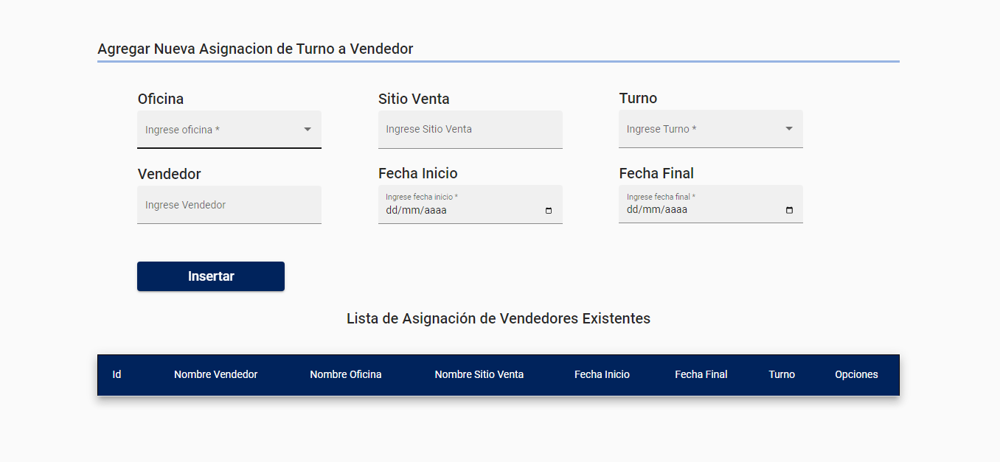 Agregar Nueva Asignacion de Turno a Vendedor
Oficina
Sitio Venta
Turno
Ingrese oficina *
Ingrese Sitio Venta
Ingrese Turno *
Vendedor
Fecha Inicio
Fecha Final
Ingrese Vendedor
Ingrese fecha inicio *
dd/mm/aaaa
Ingrese fecha final *
dd/mm/aaaa
Insertar
Lista de Asignación de Vendedores Existentes
Id Nombre Vendedor Nombre Oficina Nombre Sitio Venta Fecha Inicio Fecha Final Turno Opciones